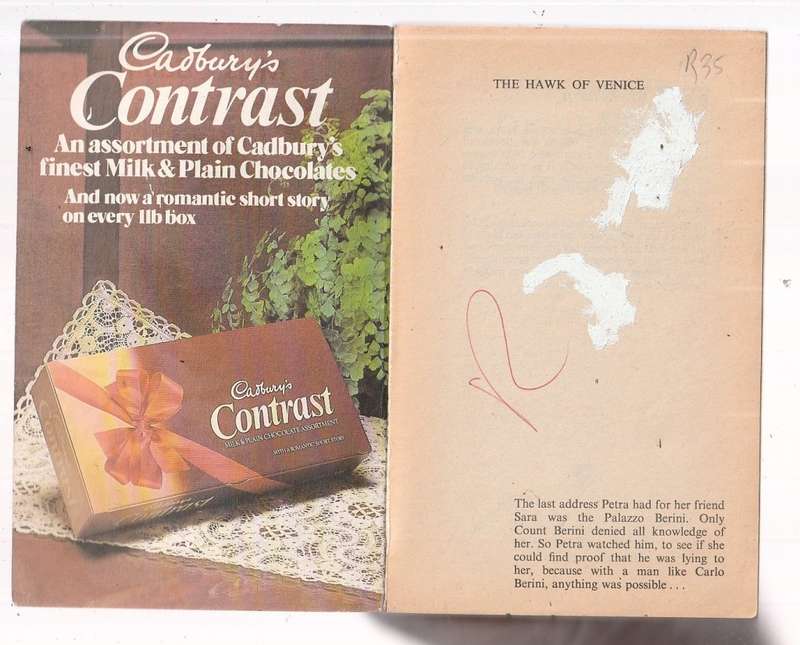 Cadbury's
Contrast
An assortment of Cadbury's
finest Milk & Plain Chocolates
And now a romantic short story
on every 1lb box
Cadbury's
Contrast
MILK & PLAIN CHOCOLATE ASSORTMENT
WITH A ROMANTIC SHORT STORY
R35
THE HAWK OF VENICE
R
The last address Petra had for her friend
Sara was the Palazzo Berini. Only
Count Berini denied all knowledge of
her. So Petra watched him, to see if she
could find proof that he was lying to
her, because with a man like Carlo
Berini, anything was possible . . .